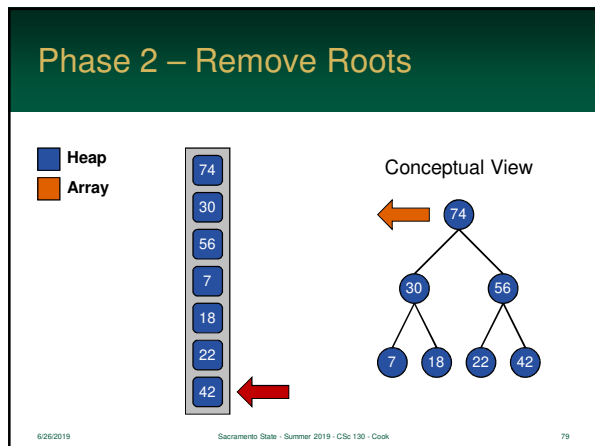 Phase 2 – Remove Roots
Heap
Array
74
30
56
7
18
22
42
Conceptual View
74
30 56
7 18 22 42
6/26/2019 Sacramento State - Summer 2019 - CSc 130 - Cook 79